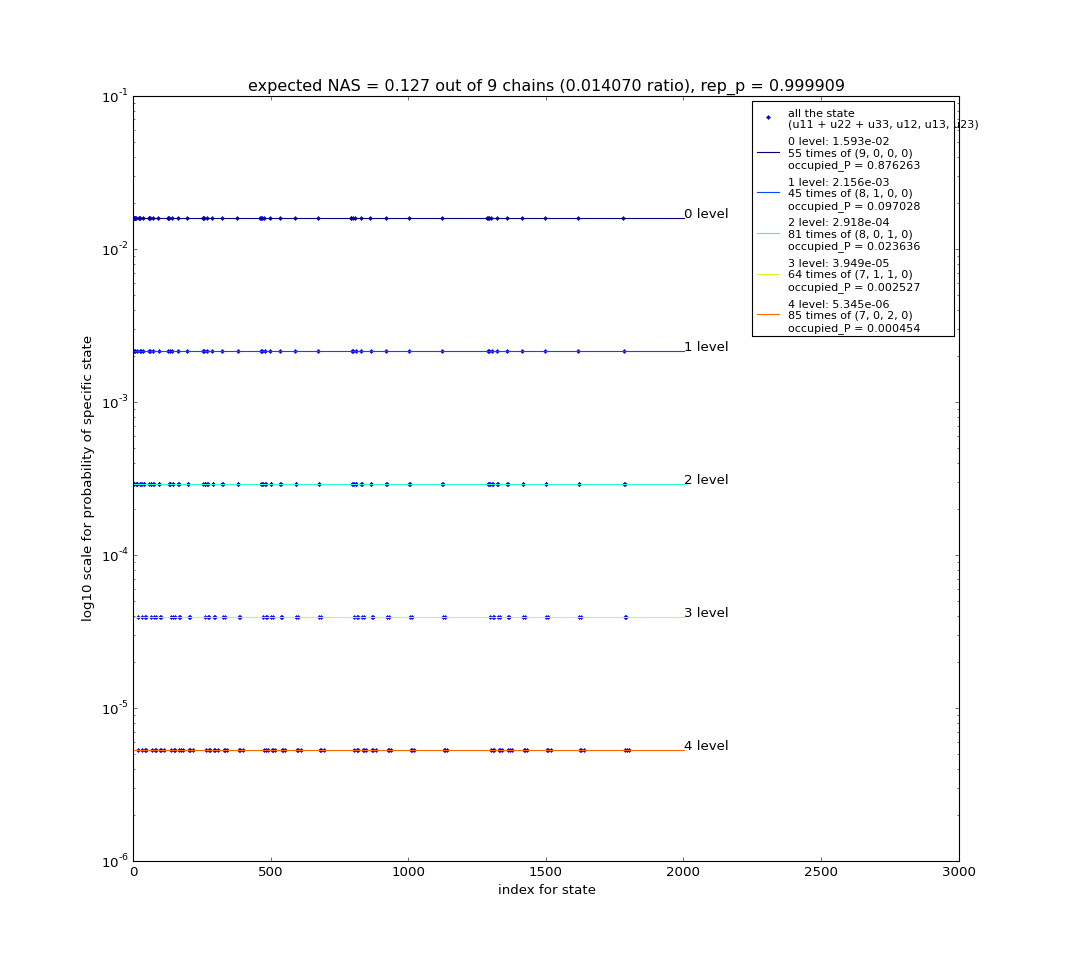 expected NAS = 0.127 out of 9 chains (0.014070 ratio), rep_p = 0.999909
10^-1
10^-2
10^-3
10^-4
10^-5
10^-6
log10 scale for probability of specific state
all the state
(u11 + u22 + u33, u12, u13, u23)
0 level: 1.593e-02
55 times of (9, 0, 0, 0)
occupied_P = 0.876263
1 level: 2.156e-03
45 times of (8, 1, 0, 0)
occupied_P = 0.097028
2 level: 2.918e-04
81 times of (8, 0, 1, 0)
occupied_P = 0.023636
3 level: 3.949e-05
64 times of (7, 1, 1, 0)
occupied_P = 0.002527
4 level: 5.345e-06
85 times of (7, 0, 2, 0)
occupied_P = 0.000454
0 level
1 level
2 level
3 level
4 level
0 500 1000 1500 2000 2500 3000
index for state